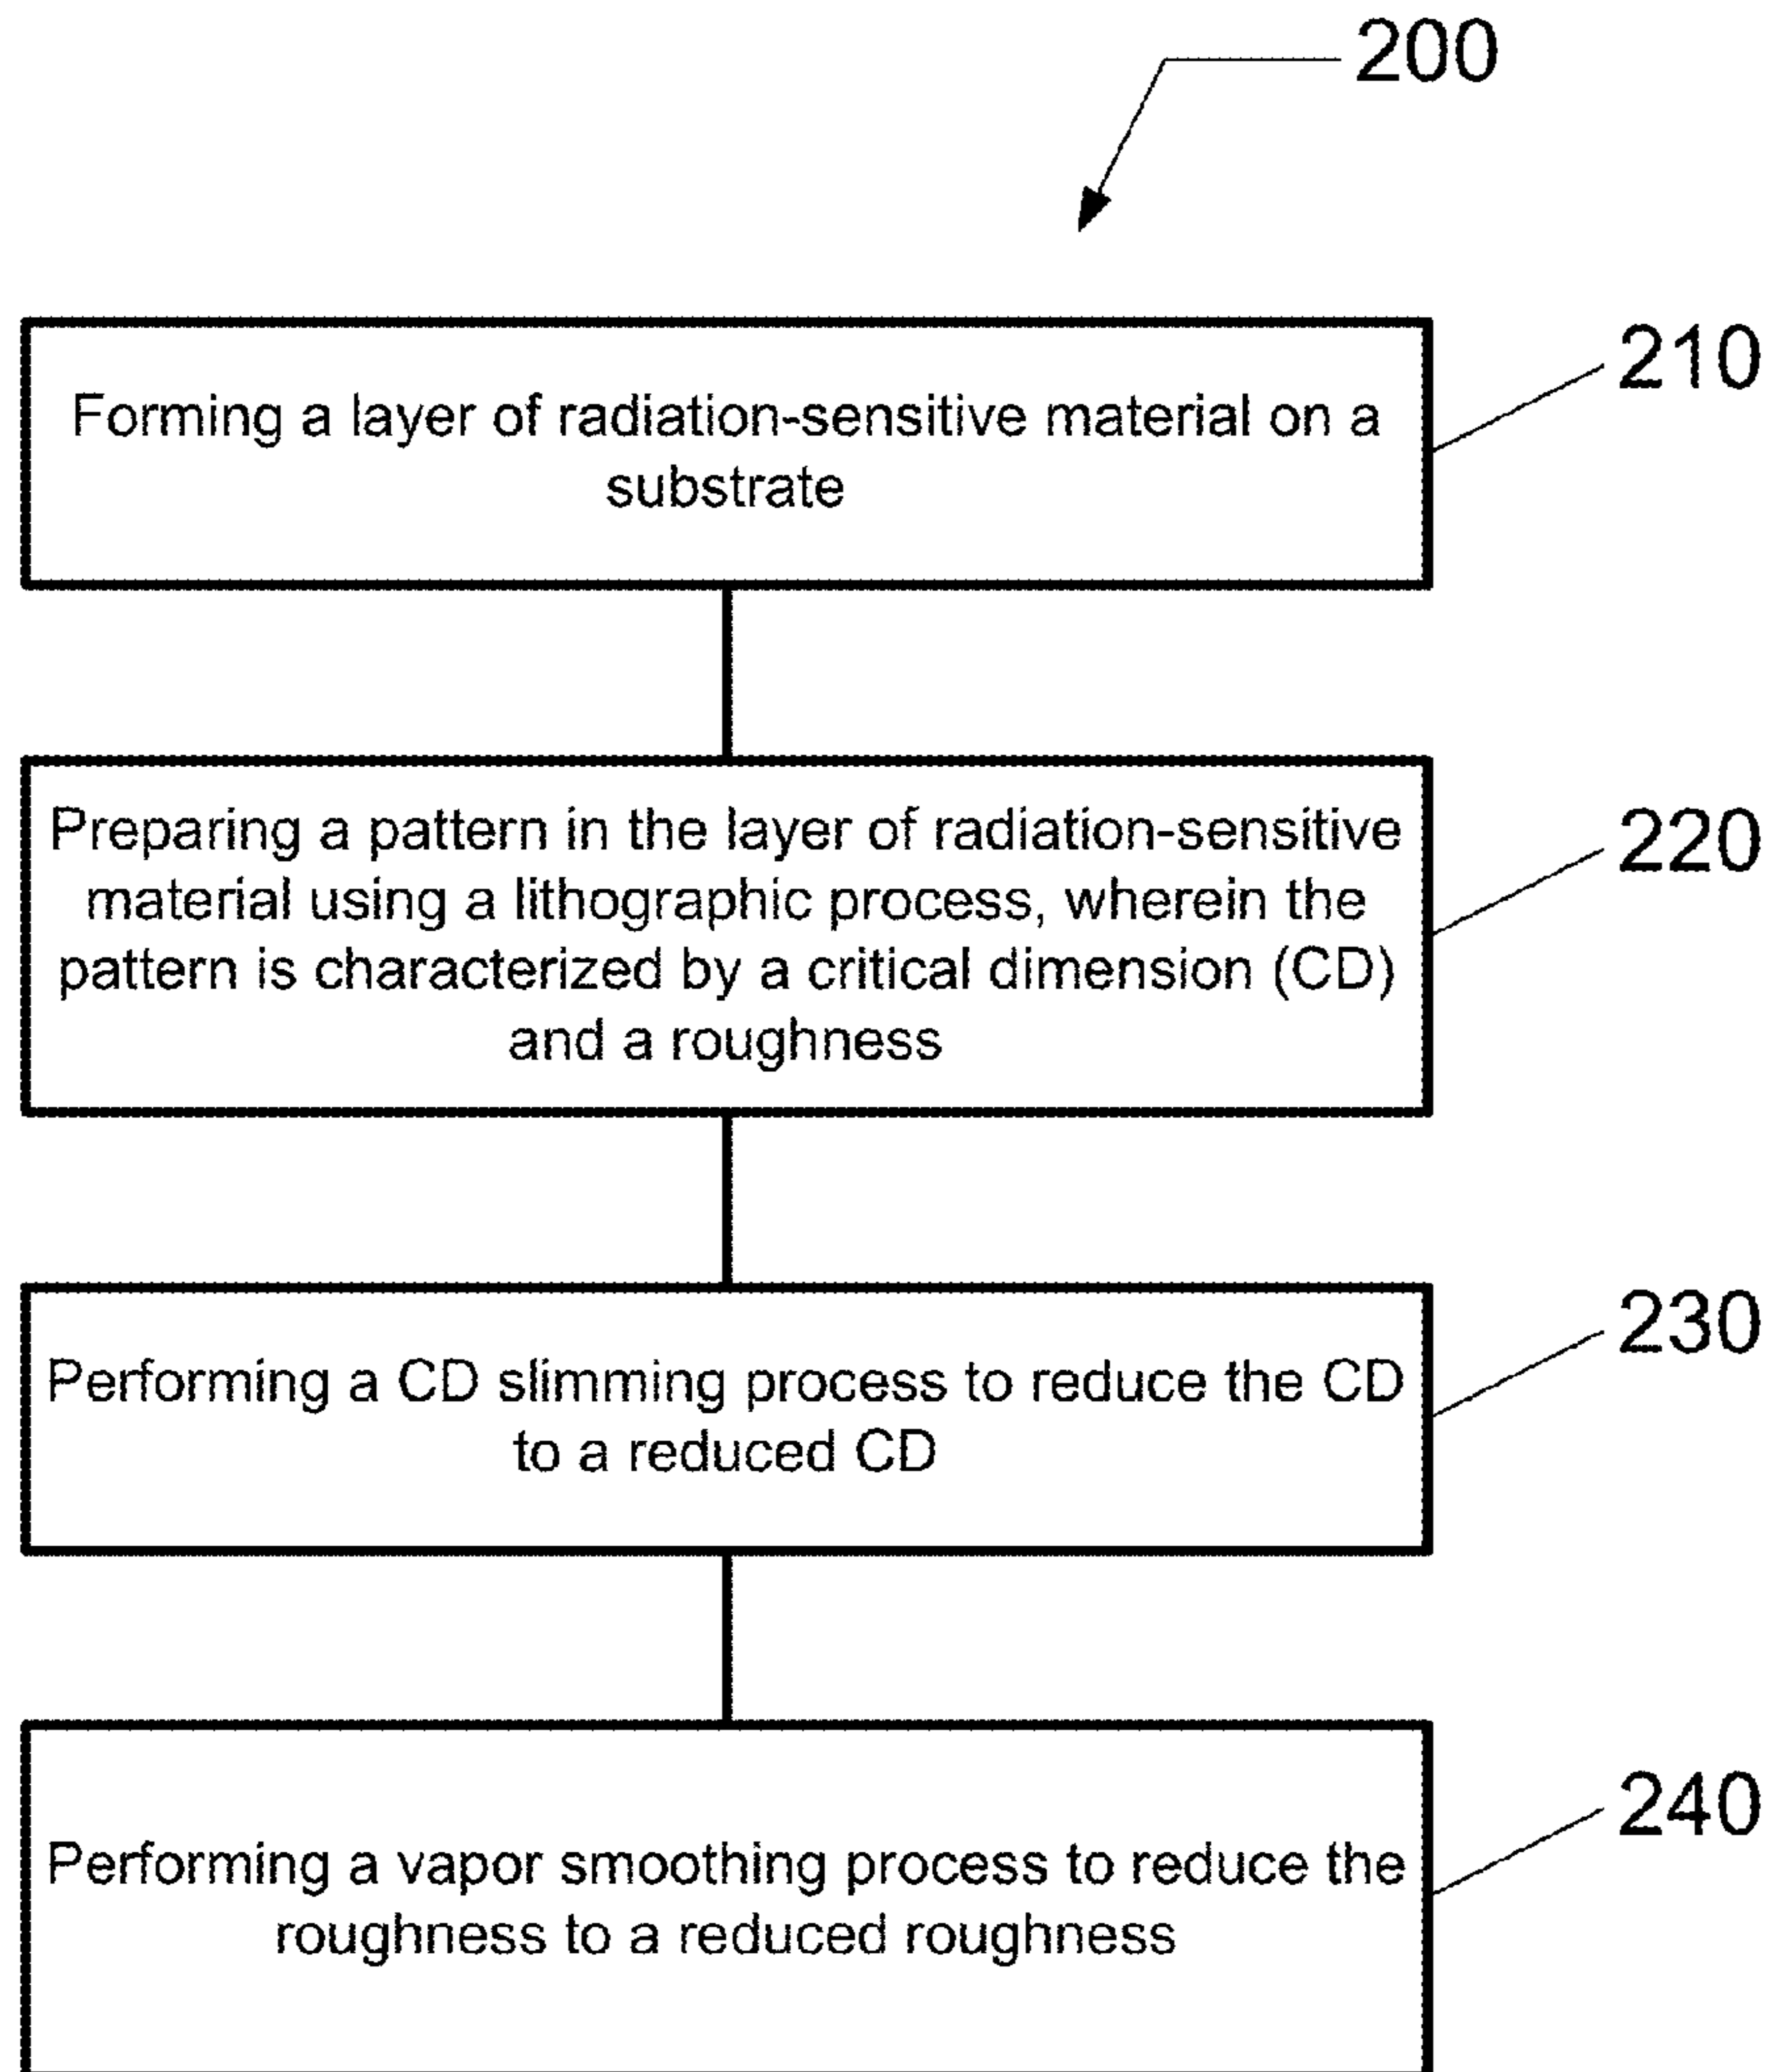 200
210
Forming a layer of radiation-sensitive material on a
substrate
220
Preparing a pattern in the layer of radiation-sensitive
material using a lithographic process, wherein the
pattern is characterized by a critical dimension (CD)
and a roughness
230
Performing a CD slimming process to reduce the CD
to a reduced CD
240
Performing a vapor smoothing process to reduce the
roughness to a reduced roughness